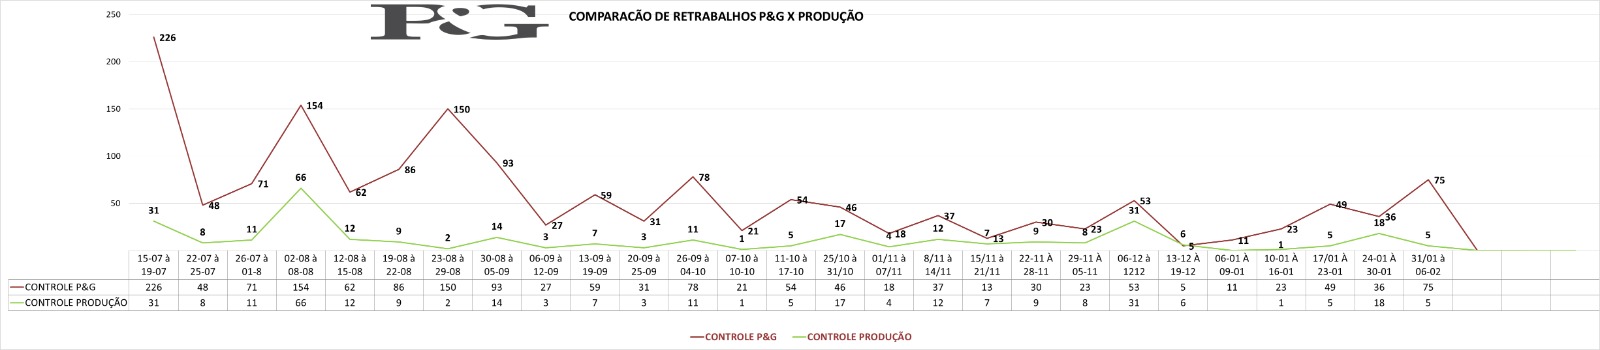 P&G
COMPARACÃO DE RETRABALHOS P&G X PRODUÇÃO
250
200
150
100
50
226 48 71 154 62 86 150 93 27 59 31 78 21 54 46 18 37 13 30 23 53 5 11 23 49 36 75
31 8 11 66 12 9 2 14 3 7 3 11 1 5 17 4 12 7 9 8 31 6 1 5 18 5
15-07 à 22-07 à 26-07 à 02-08 à 12-08 à 19-08 à 23-08 à 30-08 à 06-09 à 13-09 à 20-09 à 26-09 à 07-10 à 11-10 à 25/10 à 01/11 à 8/11 à 15/11 à 22-11 À 29-11 À 06-12 à 13-12 À 06-01 À 10-01 À 17/01 À 24-01 À 31/01 à
19-07 25-07 01-8 08-08 15-08 22-08 29-08 05-09 12-09 19-07 25-09 04-10 10-10 17-10 31/10 07/11 14/11 21/11 28-11 05-11 1212 19-12 09-01 16-01 23-01 30-01 06-02
CONTROLE P&G 226 48 71 154 62 86 150 93 27 59 31 78 21 54 46 18 37 13 30 23 53 5 11 23 49 36 75
CONTROLE PRODUÇÃO 31 8 11 66 12 9 2 14 3 7 3 11 1 5 17 4 12 7 9 8 31 6 1 5 18 5
CONTROLE P&G CONTROLE PRODUÇÃO